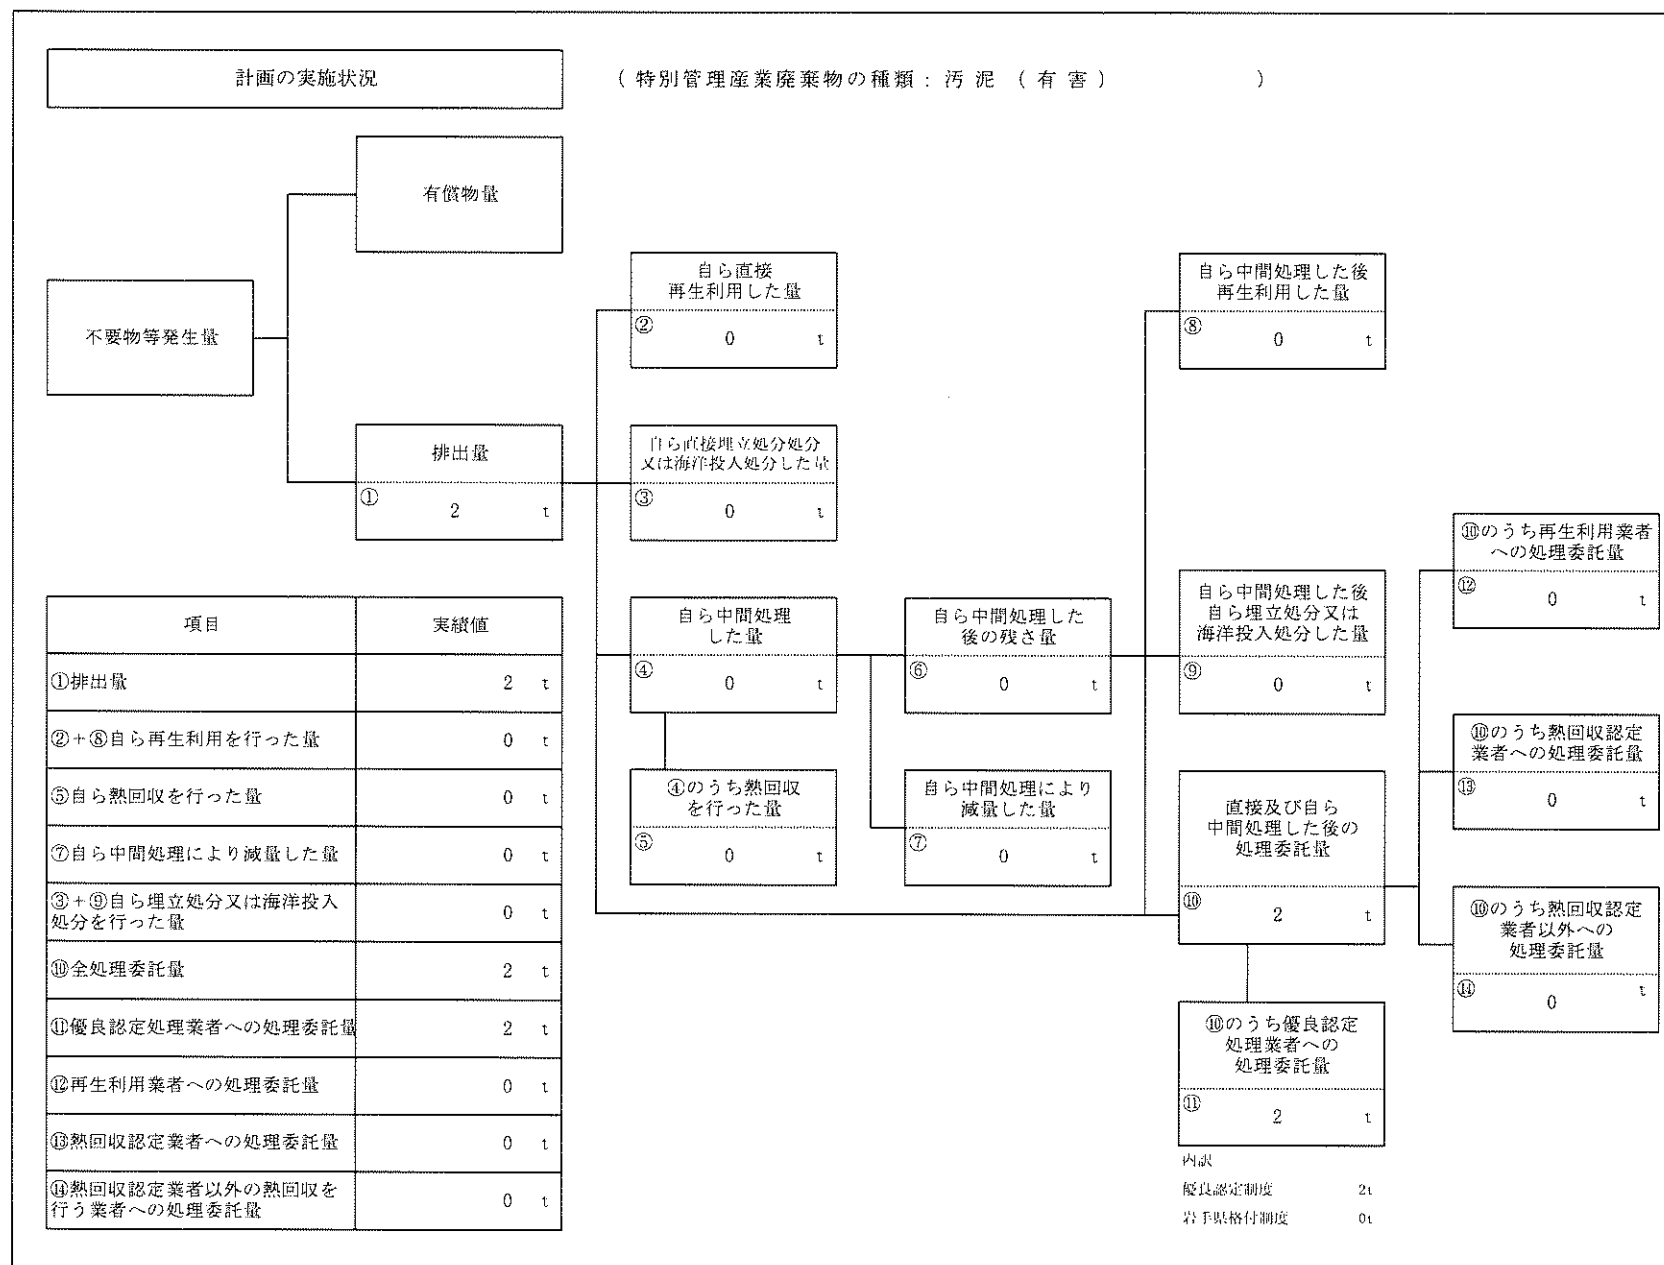 計画の実施状況
(特別管理産業廃棄物の種類:汚泥(有害) )
有償物量
不要物等発生量
排出量
① 2 t
自ら直接
再生利用した量
② 0 t
自ら直接埋立処分処分
又は海洋投入処分した量
③ 0 t
自ら中間処理
した量
④ 0 t
④のうち熱回収
を行った量
⑤ 0 t
自ら中間処理した
後の残さ量
⑥ 0 t
自ら中間処理により
減量した量
⑦ 0 t
自ら中間処理した後
再生利用した量
⑧ 0 t
自ら中間処理した後
自ら埋立処分又は
海洋投入処分した量
⑨ 0 t
直接及び自ら
中間処理した後の
処理委託量
⑩ 2 t
⑩のうち優良認定
処理業者への
処理委託量
⑪ 2 t
内訳
優良認定制度 2t
岩手県格付制度 0t
⑩のうち再生利用業者
への処理委託量
⑫ 0 t
⑩のうち熱回収認定
業者への処理委託量
⑬ 0 t
⑩のうち熱回収認定
業者以外への
処理委託量
⑭ 0 t
項目 実績値
①排出量 2 t
②+⑧自ら再生利用を行った量 0 t
⑤自ら熱回収を行った量 0 t
⑦自ら中間処理により減量した量 0 t
③+⑨自ら埋立処分又は海洋投入
処分を行った量 0 t
⑩全処理委託量 2 t
⑪優良認定処理業者への処理委託量 2 t
⑫再生利用業者への処理委託量 0 t
⑬熱回収認定業者への処理委託量 0 t
⑭熱回収認定業者以外の熱回収を
行う業者への処理委託量 0 t